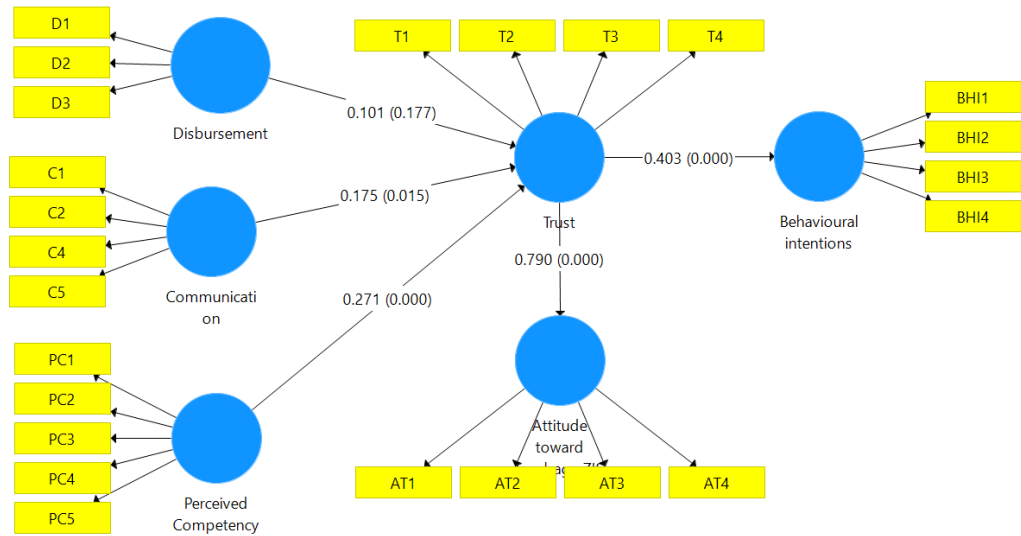 D1
D2
D3
Disbursement
T1
T2
T3
T4
0.101 (0.177)
C1
C2
C4
C5
Communicati
on
0.175 (0.015)
Trust
0.403 (0.000)
BHI1
BHI2
BHI3
BHI4
Behavioural
intentions
0.790 (0.000)
0.271 (0.000)
PC1
PC2
PC3
PC4
PC5
Perceived
Competency
Attitude
toward
AT1
AT2
AT3
AT4